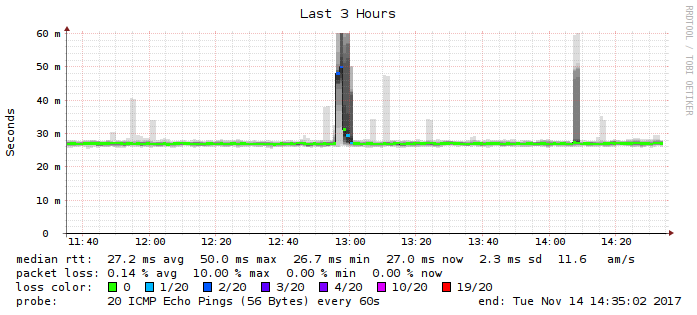 Last 3 Hours
RRDTOOL / TOBI OETIKER
Seconds
60 m
50 m
40 m
30 m
20 m
10 m
0
11:40 12:00 12:20 12:40 13:00 13:20 13:40 14:00 14:20
median rtt: 27.2 ms avg 50.0 ms max 26.7 ms min 27.0 ms now 2.3 ms sd 11.6 am/s
packet loss: 0.14 % avg 10.00 % max 0.00 % min 0.00 % now
loss color: 0 1/20 2/20 3/20 4/20 10/20 19/20
probe: 20 ICMP Echo Pings (56 Bytes) every 60s end: Tue Nov 14 14:35:02 2017